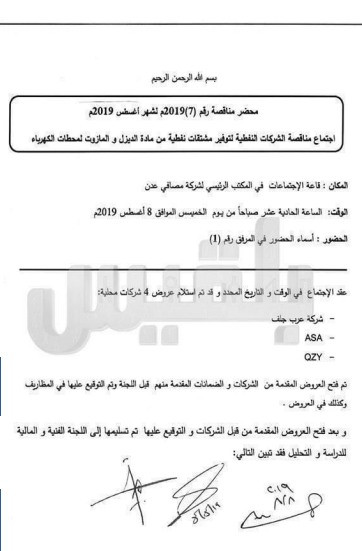 بسم الله الرحمن الرحيم
محضر مناقصة رقم (7)2019م لشهر أغسطس 2019م
اجتماع مناقصة الشركات النفطية لتوفير مشتقات نفطية من مادة الديزل و المازوت لمحطات الكهرباء
المكان : قاعة الإجتماعات في المكتب الرئيسي لشركة مصافي عدن
الوقت: الساعة الحادية عشر صباحاً من يوم الخميس الموافق 8 أغسطس 2019م
الحضور : أسماء الحضور في المرفق رقم (1)
بلقيس
عقد الإجتماع في الوقت و التاريخ المحدد و قد تم استلام عروض 4 شركات محلية:
- شركة عرب جلف
- ASA
- QZY
تم فتح العروض المقدمة من الشركات و الضمانات المقدمة منهم قبل اللجنة وتم التوقيع عليها في المظاريف
وكذلك في العروض .
و بعد فتح العروض المقدمة من قبل الشركات و التوقيع عليها تم تسليمها إلى اللجنة الفنية و المالية
للدراسة و التحليل فقد تبين التالي: